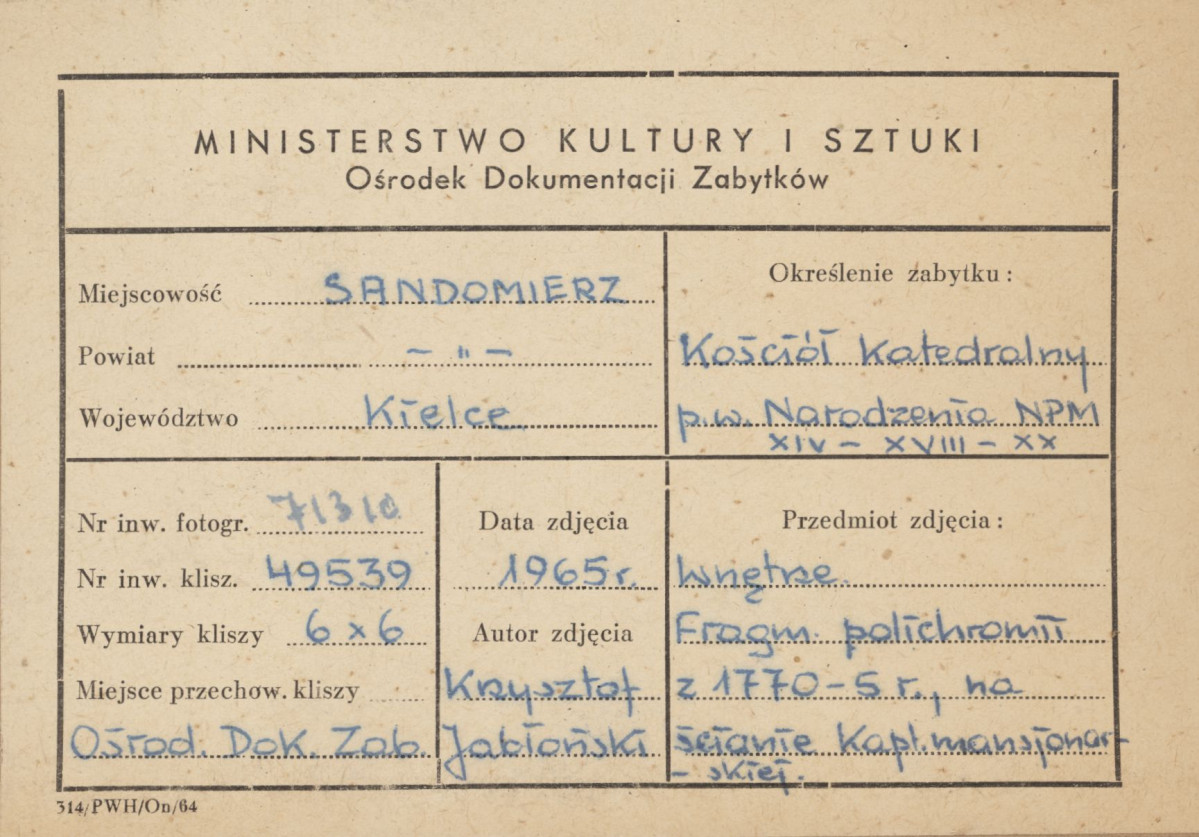 MINISTERSTWO KULTURY I SZTUKI
Ośrodek Dokumentacji Zabytków
Miejscowość SANDOMIERZ
Powiat – " –
Województwo Kielce
Określenie zabytku:
Kościół Katedralny
p.w. Narodzenia NPM
XIV – XVIII – XX
Nr inw. fotogr. 71310
Nr inw. klisz. 49539
Wymiary kliszy 6 x 6
Miejsce przechow. kliszy
Ośrod. Dok. Zab.
Data zdjęcia
1965 r.
Autor zdjęcia
Krzysztof
Jabłoński
Przedmiot zdjęcia:
Wnętrze.
Fragm. polichromii
z 1770-5 r., na
ścianie Kapl. mansjonar-
-skiej.
314/PWH/On/64